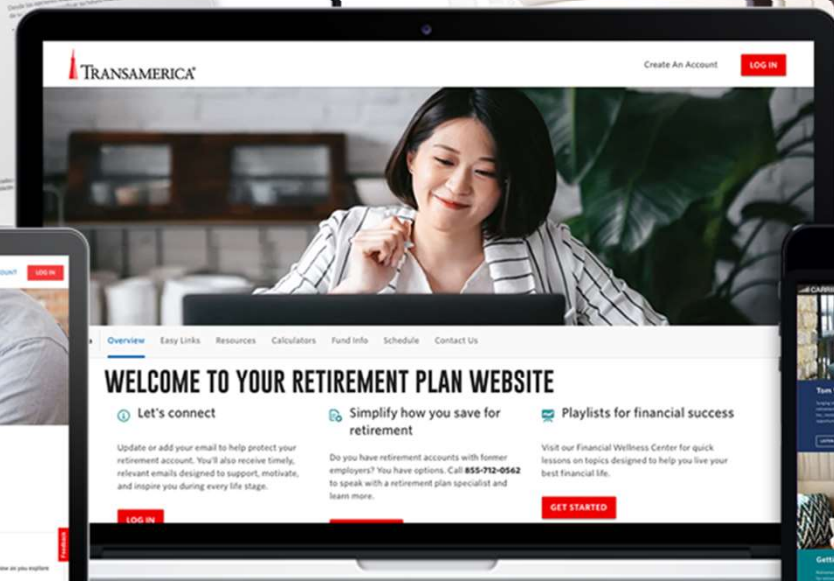 TRANSAMERICA®
Create An Account
LOG IN
Overview
Easy Links
Resources
Calculators
Fund Info
Schedule
Contact Us
WELCOME TO YOUR RETIREMENT PLAN WEBSITE
Let's connect
Update or add your email to help protect your
retirement account. You'll also receive timely,
relevant emails designed to support, motivate,
and inspire you during every life stage.
LOG IN
Simplify how you save for
retirement
Do you have retirement accounts with former
employers? You have options. Call 855-712-0562
to speak with a retirement plan specialist and
learn more.
Playlists for financial success
Visit our Financial Wellness Center for quick
lessons on topics designed to help you live your
best financial life.
GET STARTED
LOG IN
Feedback
as you explore
Tom